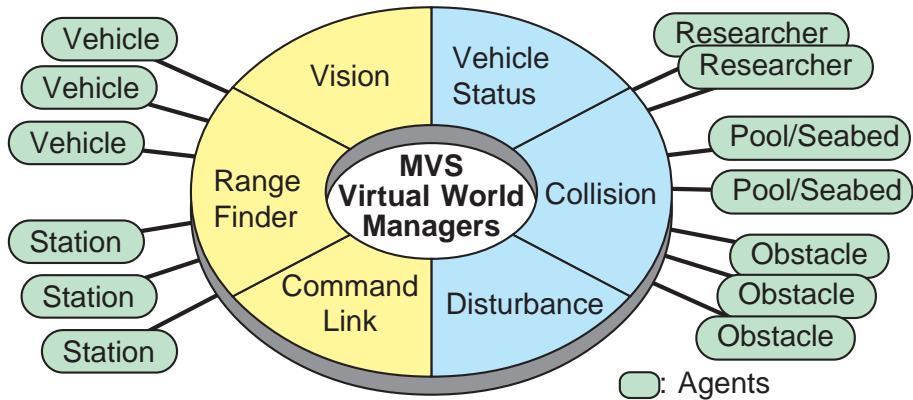 Vehicle
Vehicle
Vehicle
Station
Station
Station
Vision
Vehicle
Status
Range
Finder
MVS
Virtual World
Managers
Collision
Command
Link
Disturbance
Researcher
Researcher
Pool/Seabed
Pool/Seabed
Obstacle
Obstacle
Obstacle
: Agents